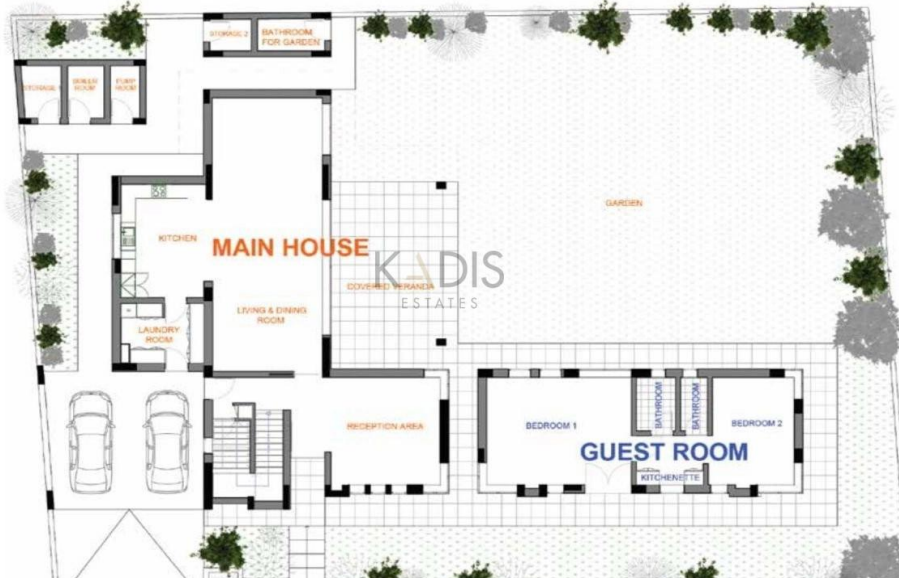 STORAGE 2
BATHROOM
FOR GARDEN
STORAGE 1
BOILER
ROOM
PUMP
ROOM
GARDEN
KITCHEN
MAIN HOUSE
KADIS
ESTATES
COVERED VERANDA
LIVING & DINING
ROOM
LAUNDRY
ROOM
RECEPTION AREA
BEDROOM 1
BATHROOM
BATHROOM
BEDROOM 2
GUEST ROOM
KITCHENETTE